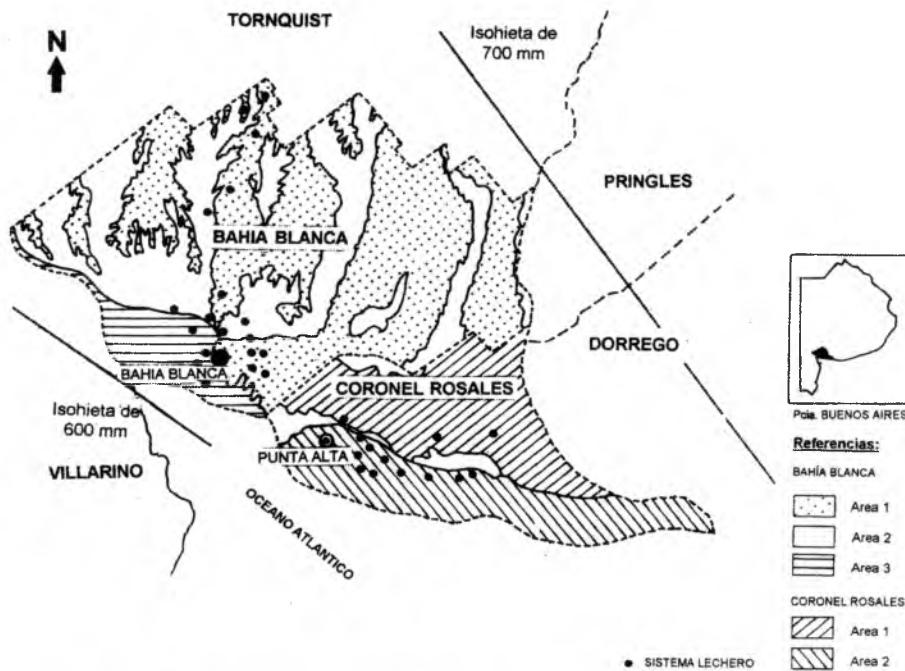 TORNQUIST
Isohieta de
700 mm
N
PRINGLES
BAHIA BLANCA
DORREGO
BAHIA BLANCA
CORONEL ROSALES
Isohieta de
600 mm
PUNTA ALTA
VILLARINO
OCEANO ATLANTICO
Pcia. BUENOS AIRES
Referencias:
BAHÍA BLANCA
Area 1
Area 2
Area 3
CORONEL ROSALES
Area 1
Area 2
SISTEMA LECHERO